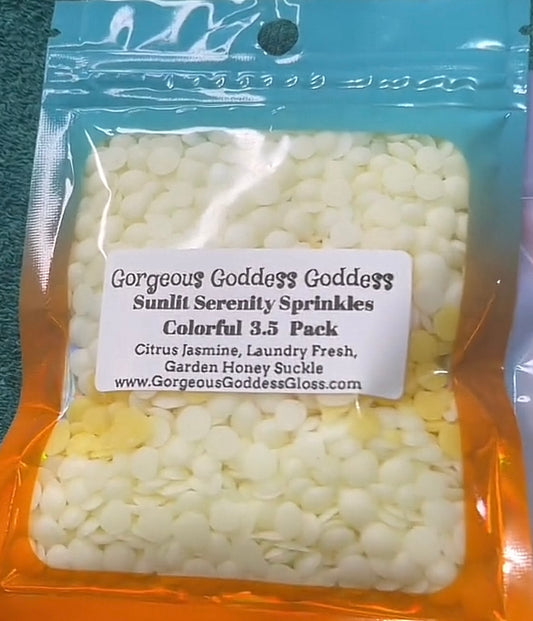 Gorgeous Goddess Goddess
Sunlit Serenity Sprinkles
Colorful 3.5 Pack
Citrus Jasmine, Laundry Fresh,
Garden Honey Suckle
www.GorgeousGoddessGloss.com